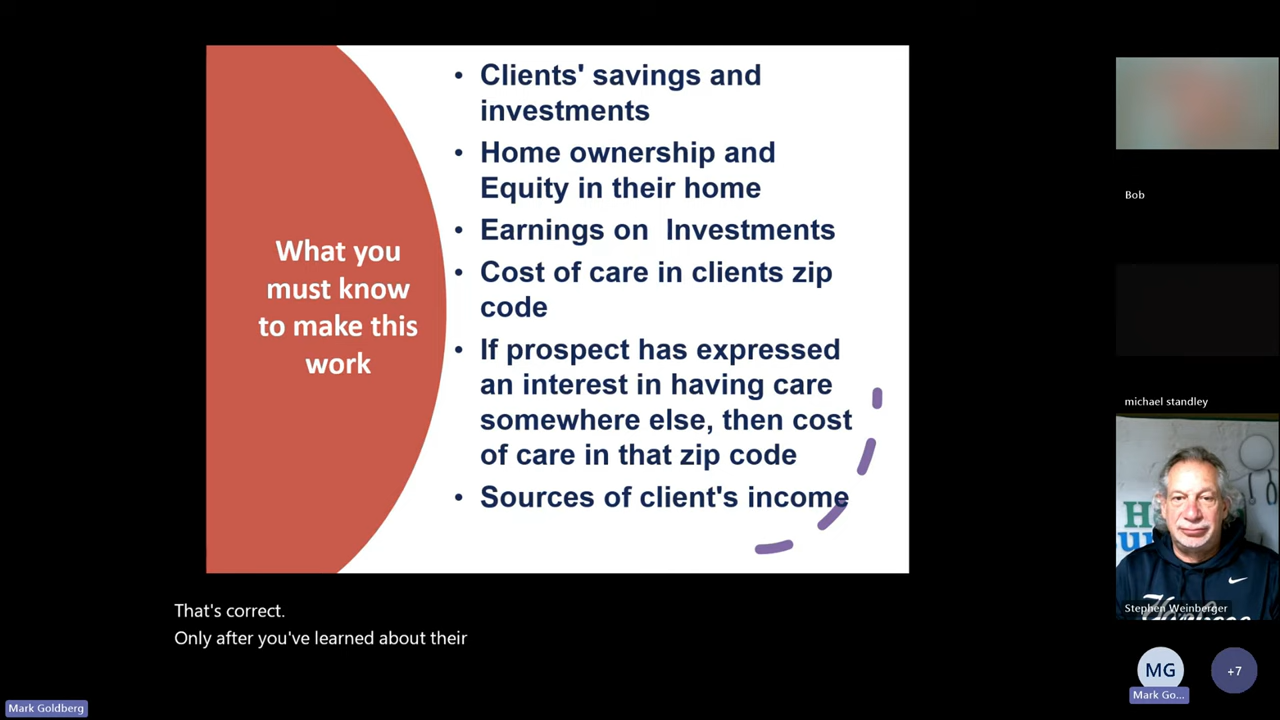 What you
must know
to make this
work
• Clients' savings and
investments
• Home ownership and
Equity in their home
• Earnings on  Investments
• Cost of care in clients zip
code
• If prospect has expressed
an interest in having care
somewhere else, then cost
of care in that zip code
• Sources of client's income
Bob
michael standley
Stephen Weinberger
MG
Mark Go...
+7
That's correct.
Only after you've learned about their
Mark Goldberg